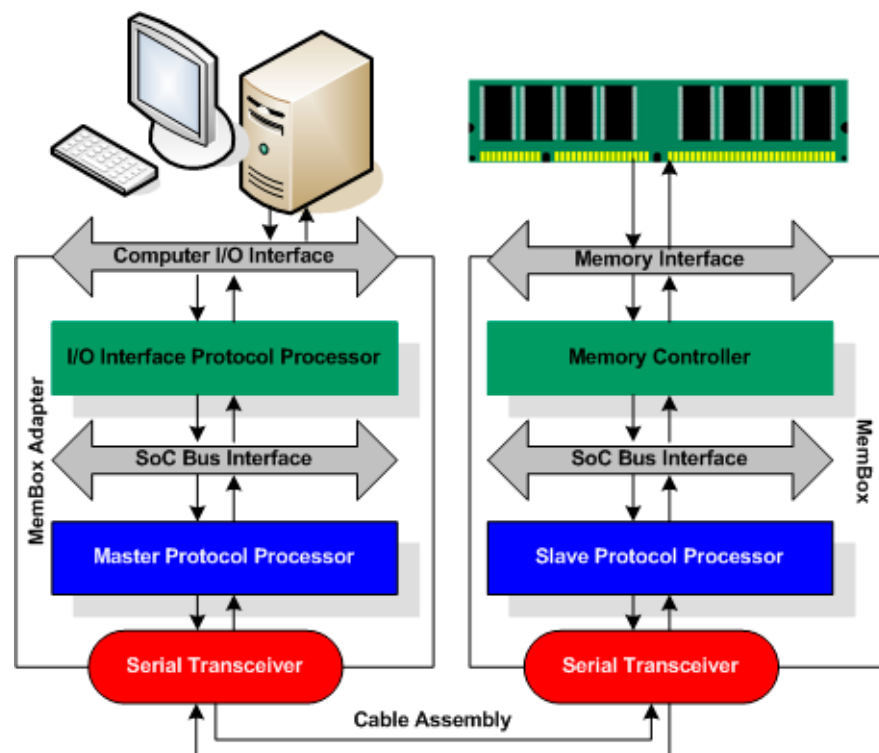 Computer I/O Interface
I/O Interface Protocol Processor
SoC Bus Interface
Master Protocol Processor
Serial Transceiver
MemBox Adapter
Memory Interface
Memory Controller
SoC Bus Interface
Slave Protocol Processor
Serial Transceiver
MemBox
Cable Assembly